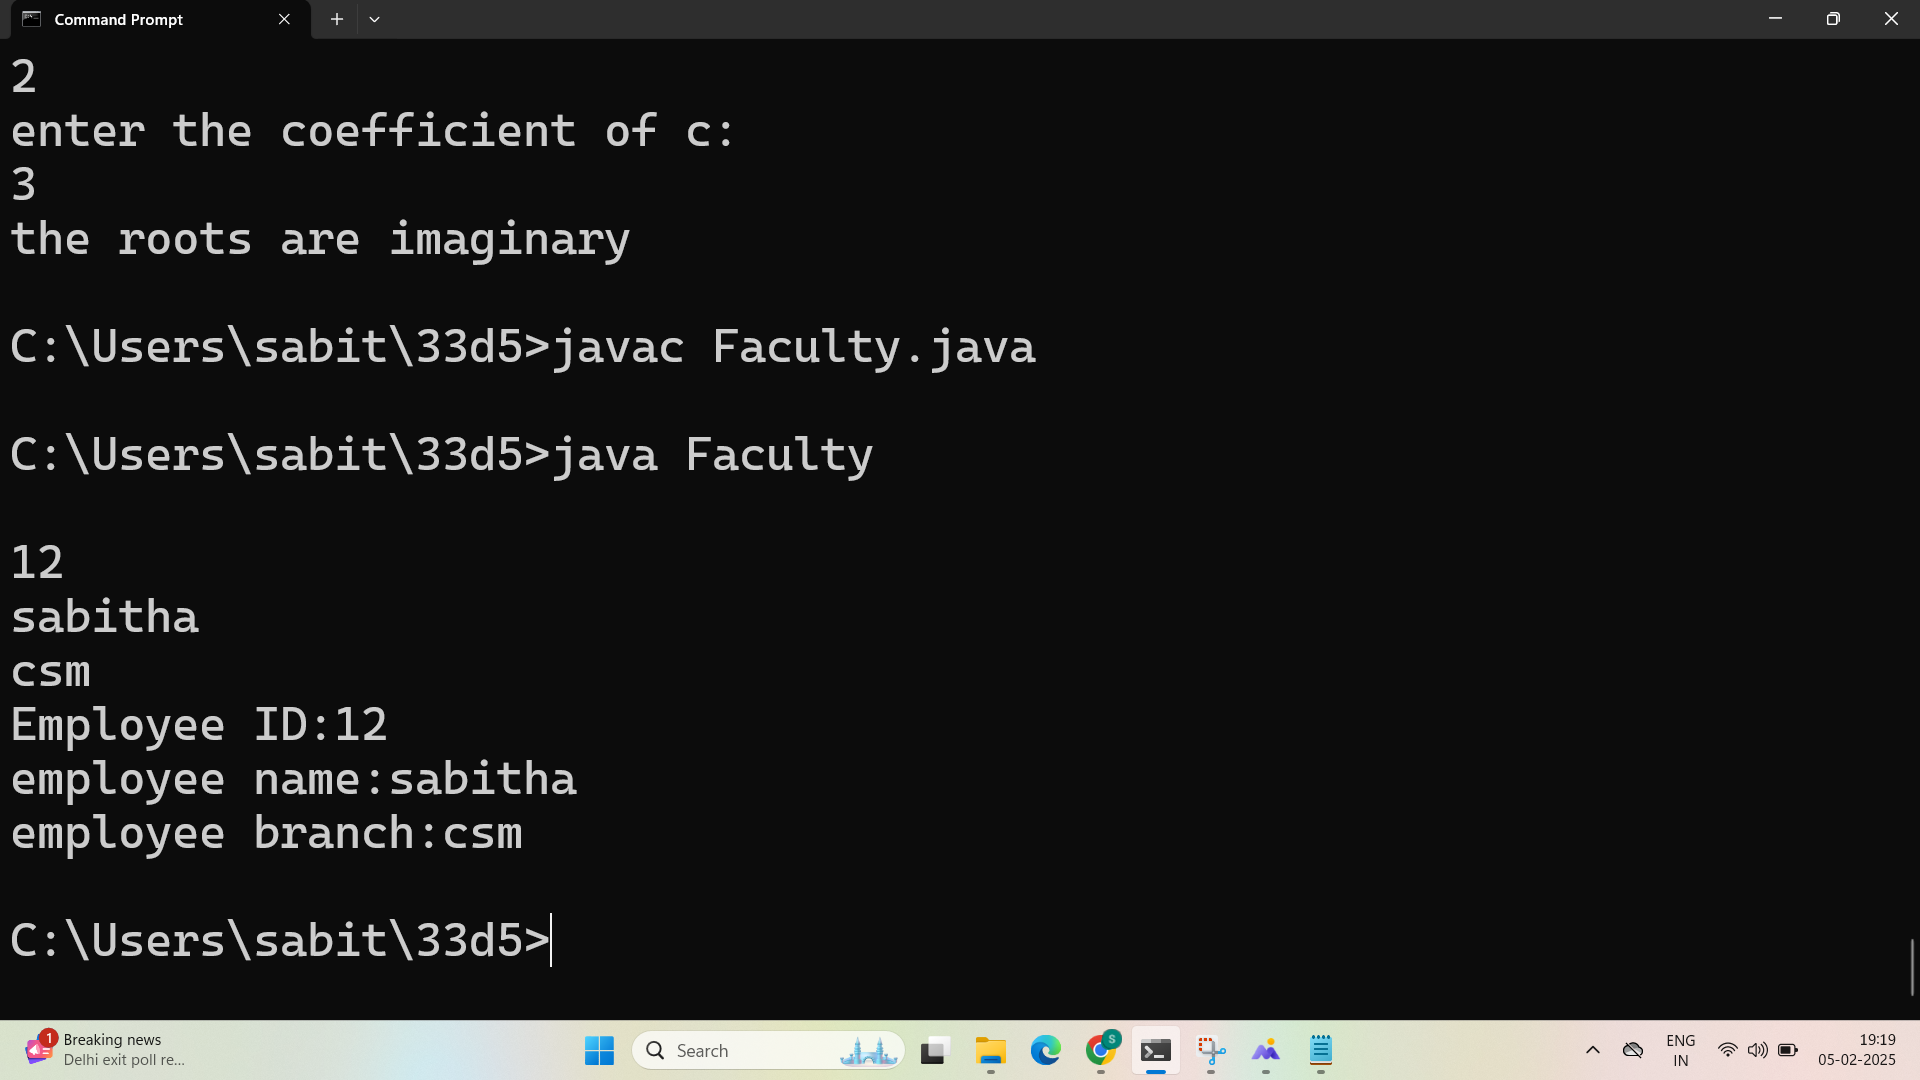 Command Prompt
2
enter the coefficient of c:
3
the roots are imaginary
C:\Users\sabit\33d5>javac Faculty.java
C:\Users\sabit\33d5>java Faculty
12
sabitha
csm
Employee ID:12
employee name:sabitha
employee branch:csm
C:\Users\sabit\33d5>
1
Breaking news
Delhi exit poll re...
Search
S
ENG
IN
19:19
05-02-2025